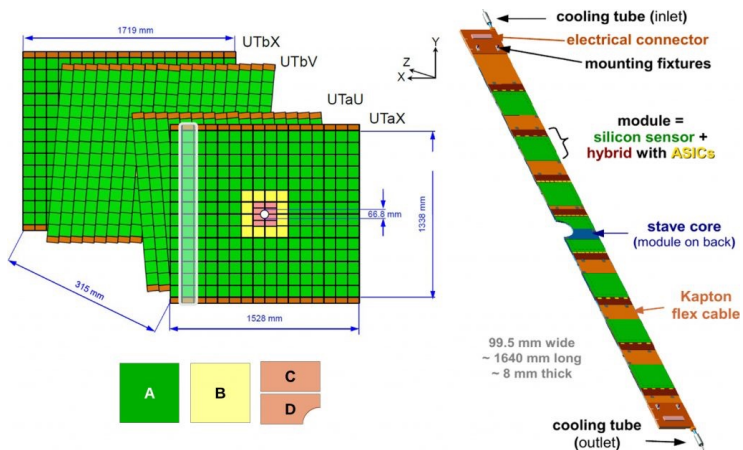 1719 mm
UTbX
UTbV
UTaU
UTaX
66.8 mm
1338 mm
315 mm
1528 mm
A
B
C
D
Y
Z
X
cooling tube (inlet)
electrical connector
mounting fixtures
module =
silicon sensor +
hybrid with ASICs
stave core
(module on back)
Kapton
flex cable
99.5 mm wide
~ 1640 mm long
~ 8 mm thick
cooling tube
(outlet)